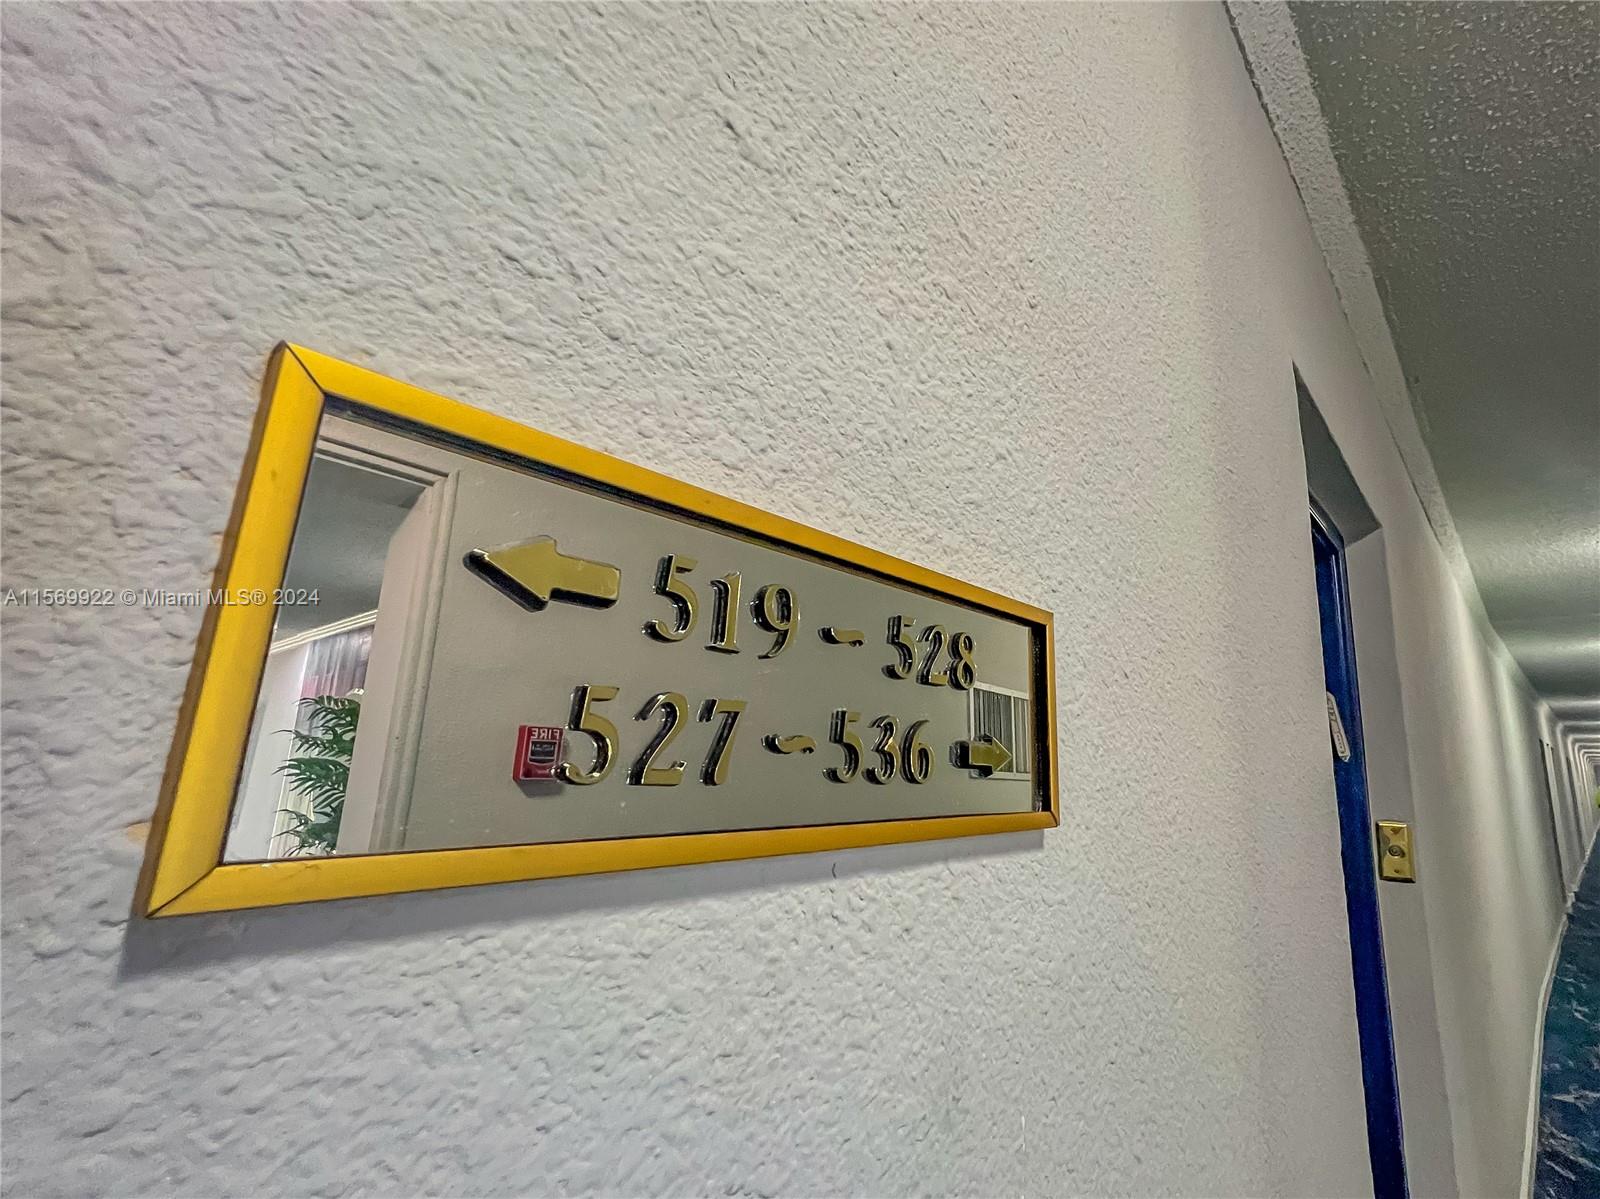 ← 519 ~ 528
527 ~ 536 →
FIRE
A11569922 © Miami MLS® 2024